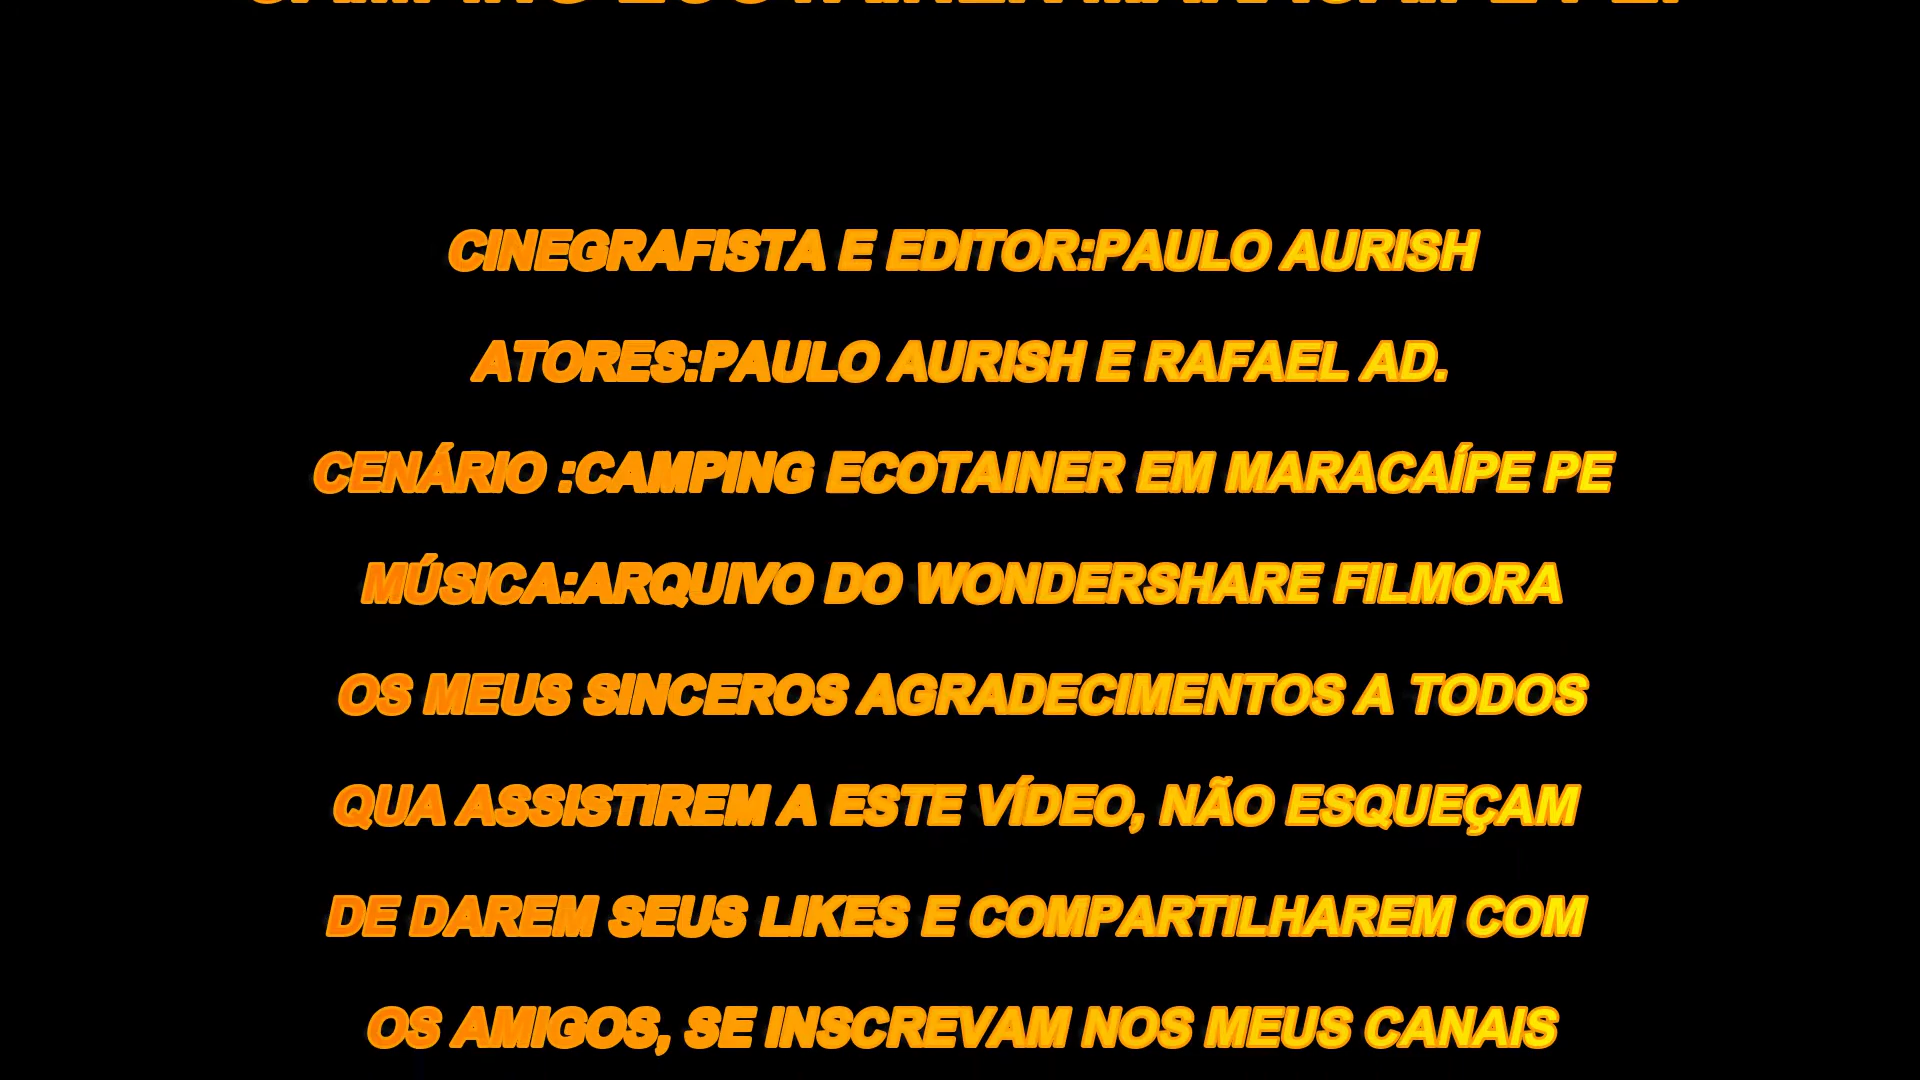 CINEGRAFISTA E EDITOR:PAULO AURISH
ATORES:PAULO AURISH E RAFAEL AD.
CENÁRIO :CAMPING ECOTAINER EM MARACAÍPE PE
MÚSICA:ARQUIVO DO WONDERSHARE FILMORA
OS MEUS SINCEROS AGRADECIMENTOS A TODOS
QUA ASSISTIREM A ESTE VÍDEO, NÃO ESQUEÇAM
DE DAREM SEUS LIKES E COMPARTILHAREM COM
OS AMIGOS, SE INSCREVAM NOS MEUS CANAIS